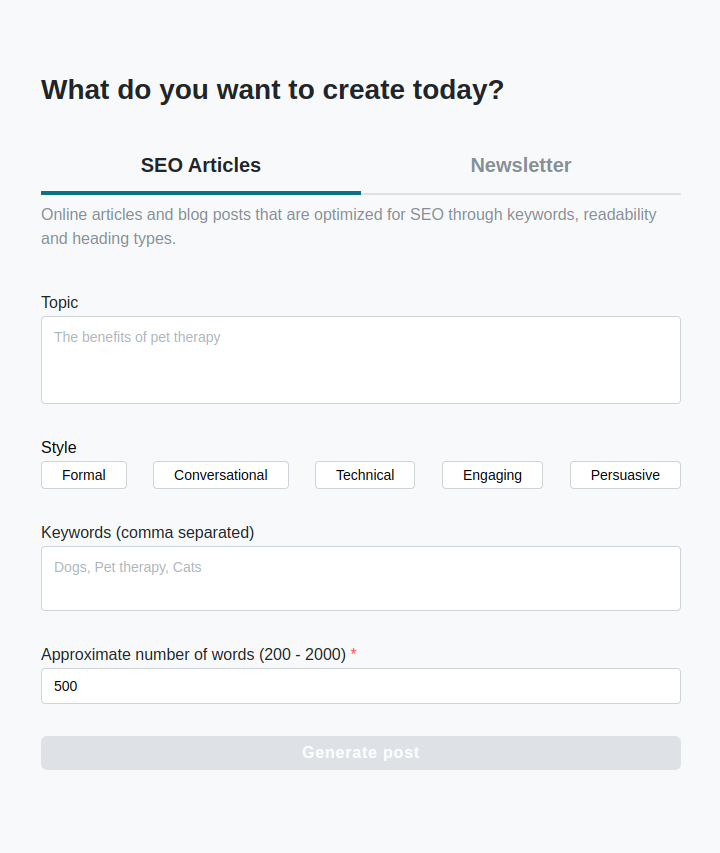 What do you want to create today?
SEO Articles
Newsletter
Online articles and blog posts that are optimized for SEO through keywords, readability
and heading types.
Topic
The benefits of pet therapy
Style
Formal
Conversational
Technical
Engaging
Persuasive
Keywords (comma separated)
Dogs, Pet therapy, Cats
Approximate number of words (200 - 2000) *
500
Generate post